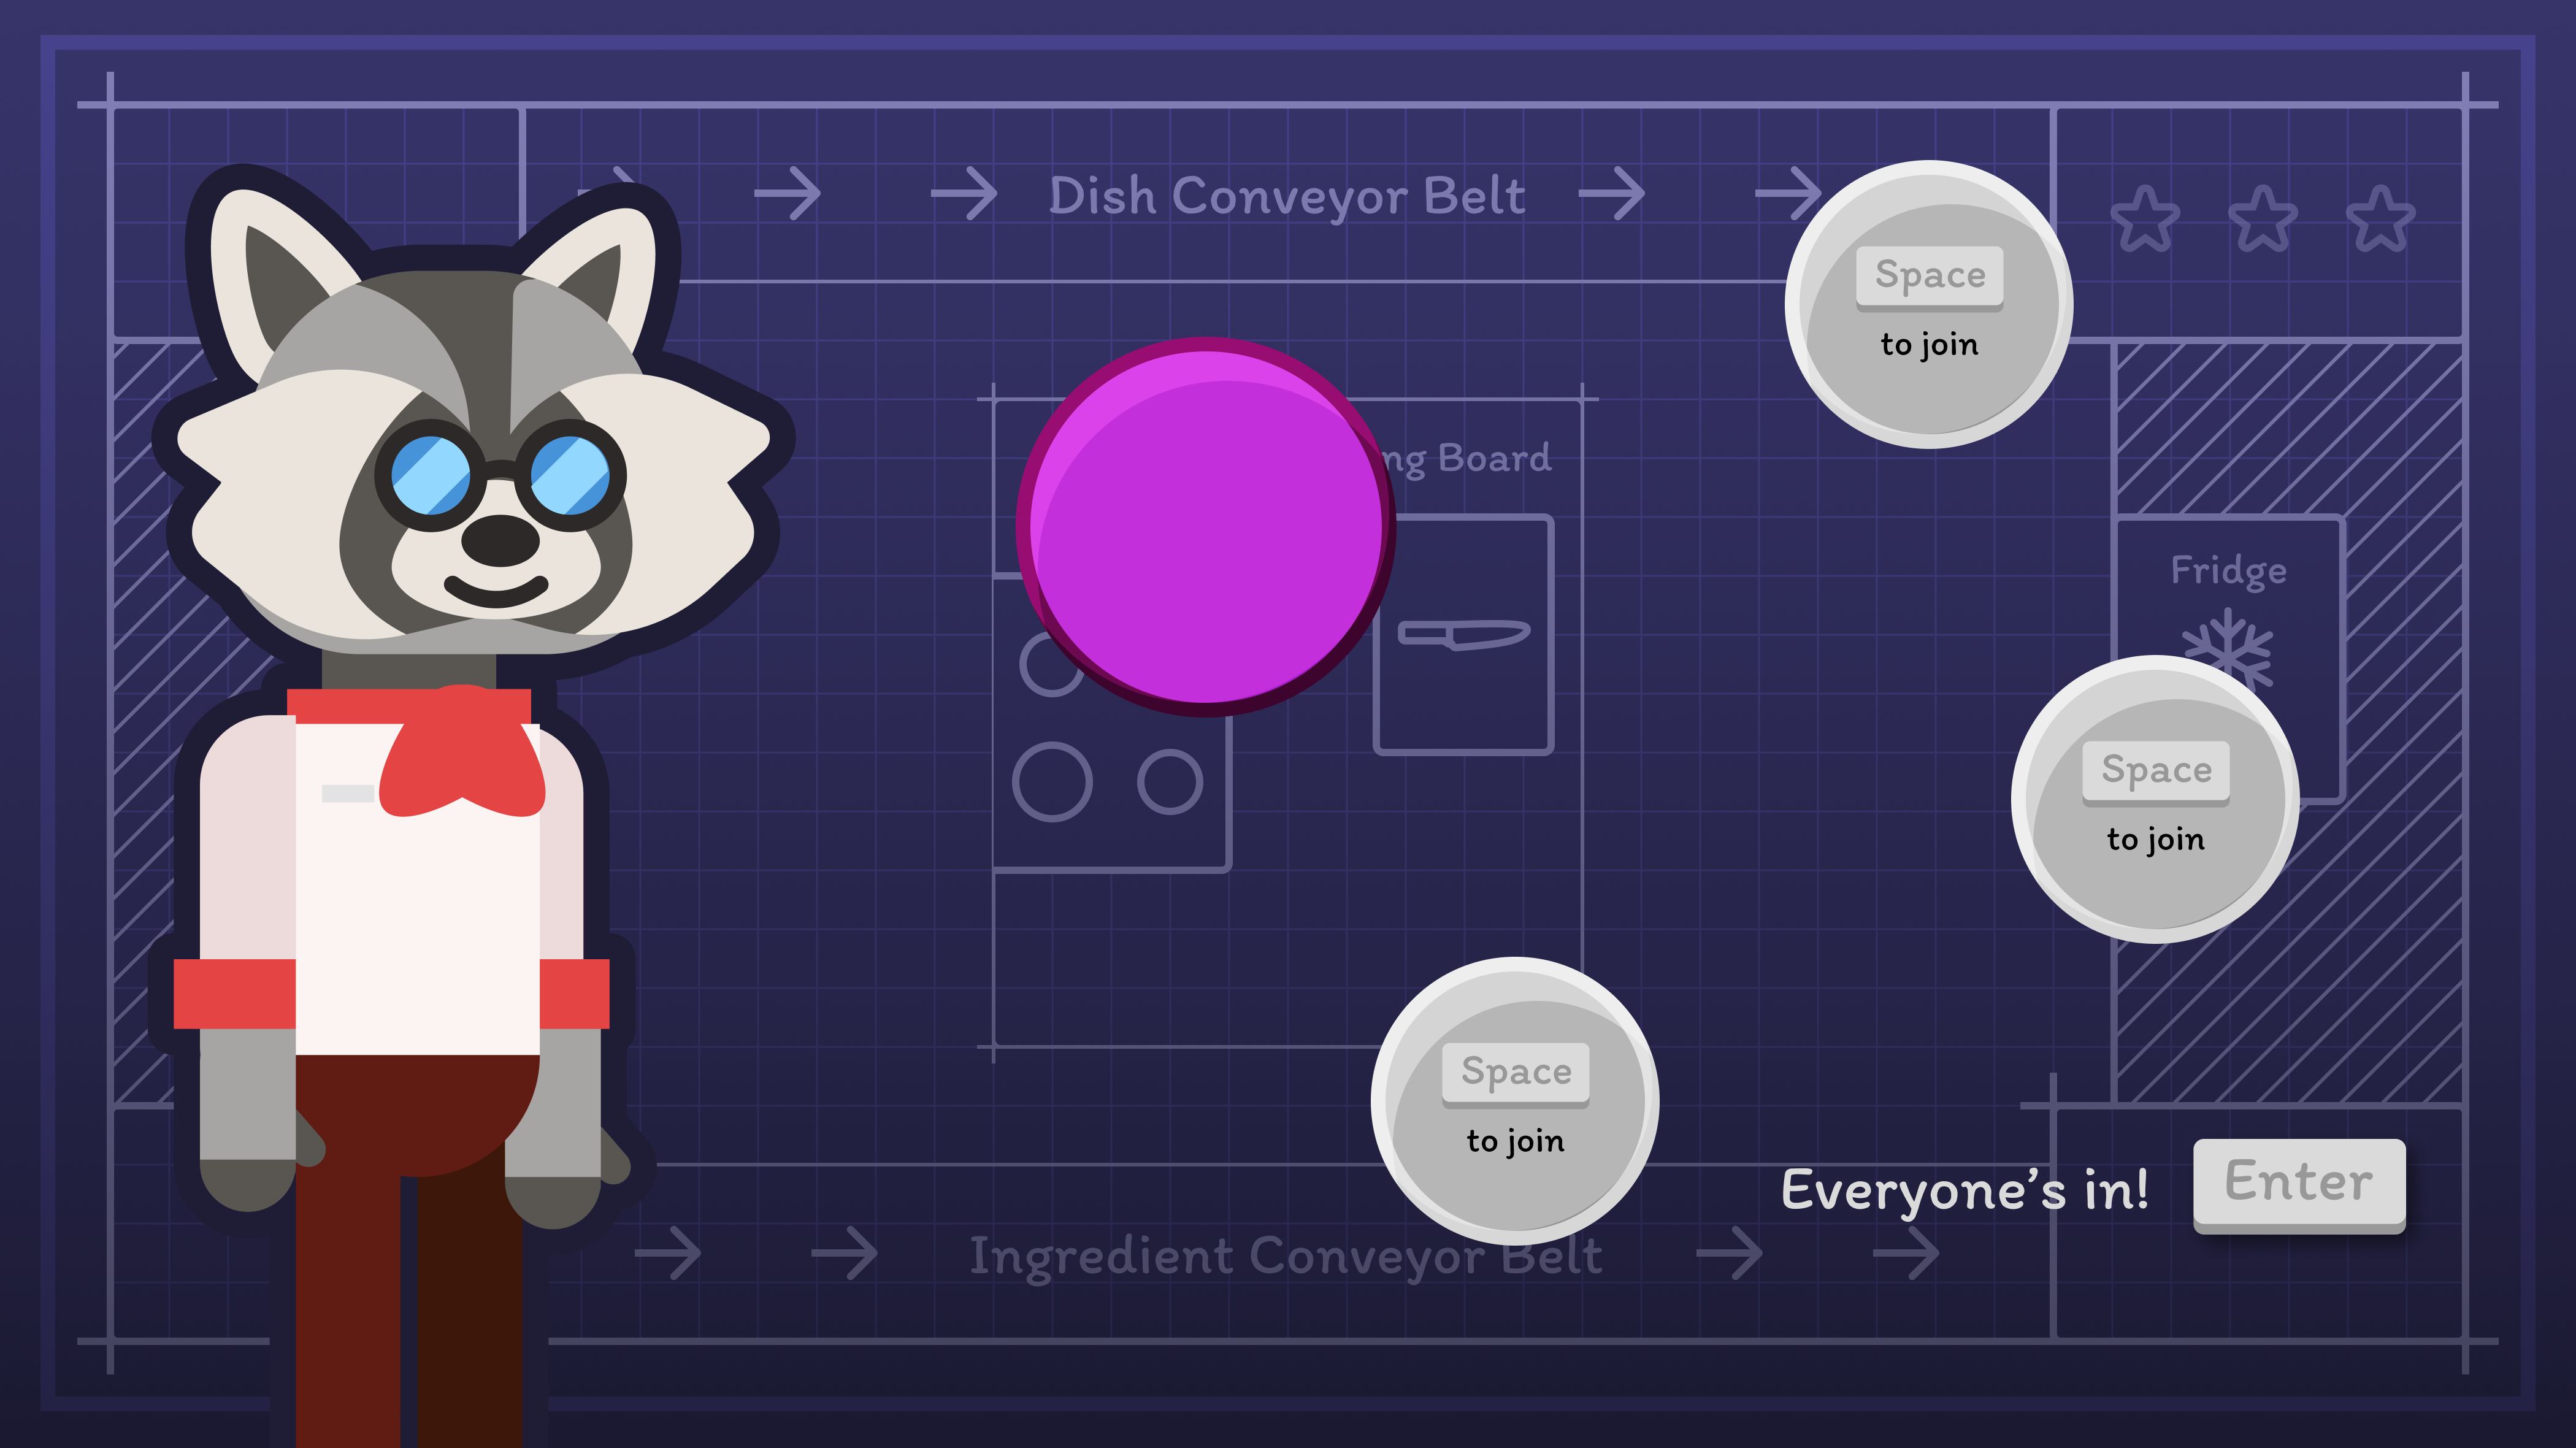 Dish Conveyor Belt
Space
to join
ng Board
Fridge
Space
to join
Space
to join
Everyone's in!
Enter
Ingredient Conveyor Belt